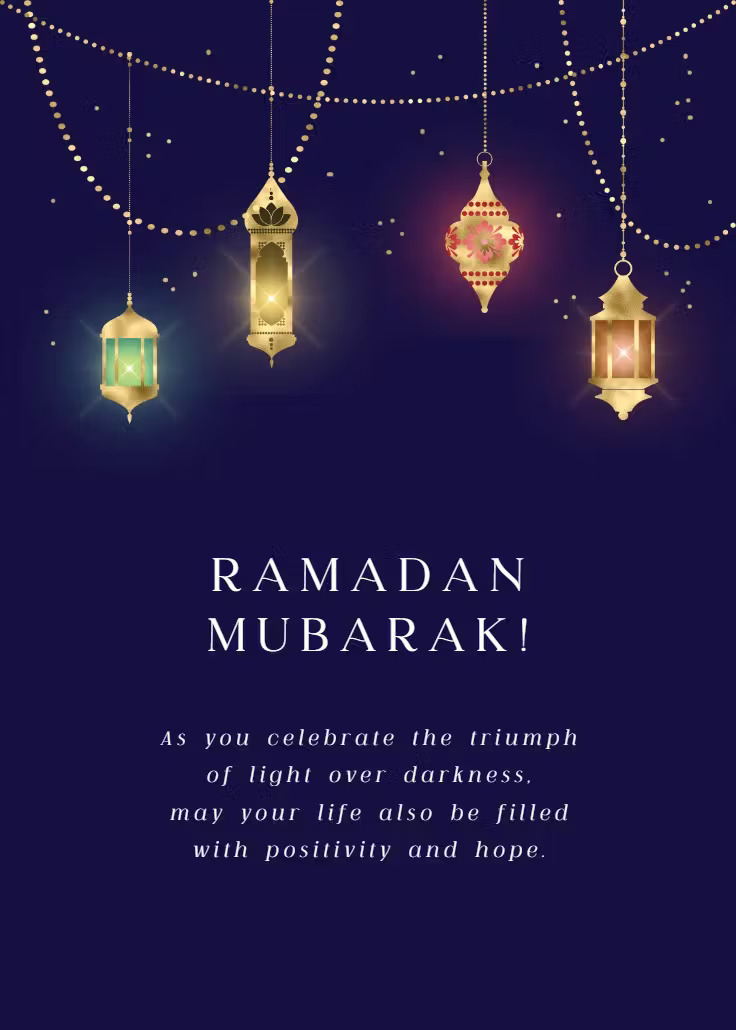 RAMADAN
MUBARAK!
As you celebrate the triumph
of light over darkness,
may your life also be filled
with positivity and hope.